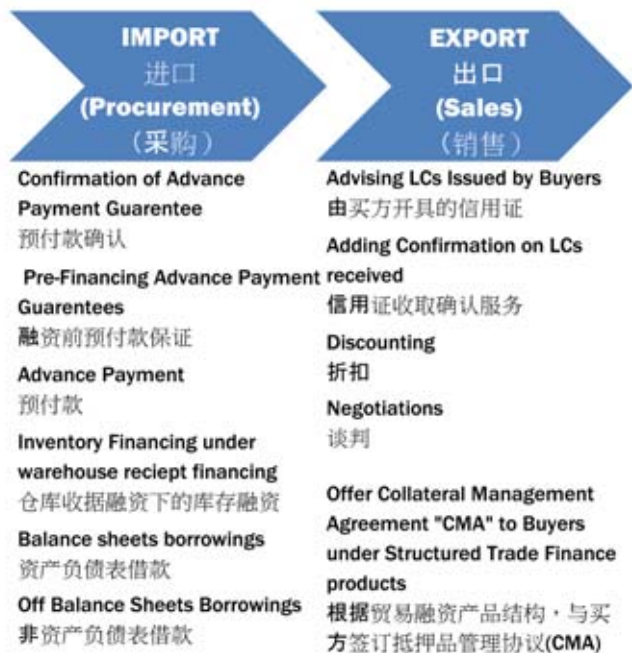 IMPORT
进口
(Procurement)
（采购）
Confirmation of Advance
Payment Guarentee
预付款确认
Pre-Financing Advance Payment
Guarentees
融资前预付款保证
Advance Payment
预付款
Inventory Financing under
warehouse reciept financing
仓库收据融资下的库存融资
Balance sheets borrowings
资产负债表借款
Off Balance Sheets Borrowings
非资产负债表借款
EXPORT
出口
(Sales)
（销售）
Advising LCs Issued by Buyers
由买方开具的信用证
Adding Confirmation on LCs
received
信用证收取确认服务
Discounting
折扣
Negotiations
谈判
Offer Collateral Management
Agreement "CMA" to Buyers
under Structured Trade Finance
products
根据贸易融资产品结构，与买
方签订抵押品管理协议(CMA)